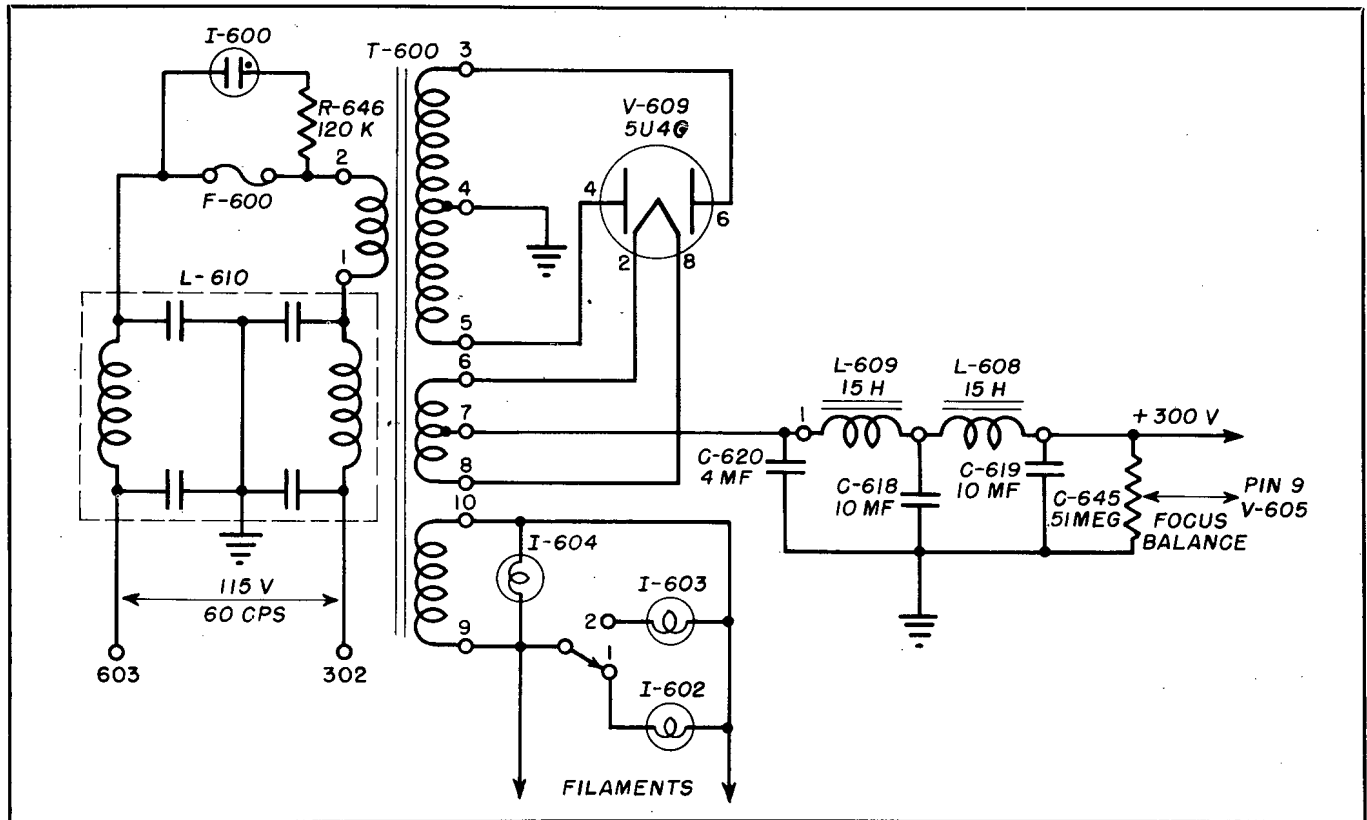 I-600
R-646
120 K
2
F-600
1
L-610
115 V
60 CPS
603
302
T-600
3
4
5
6
7
8
10
9
V-609
5U4G
4
6
2
8
I-604
I-603
2
1
I-602
FILAMENTS
1
L-609
15 H
L-608
15 H
+300 V
C-620
4 MF
C-618
10 MF
C-619
10 MF
C-645
.51 MEG
FOCUS
BALANCE
PIN 9
V-605